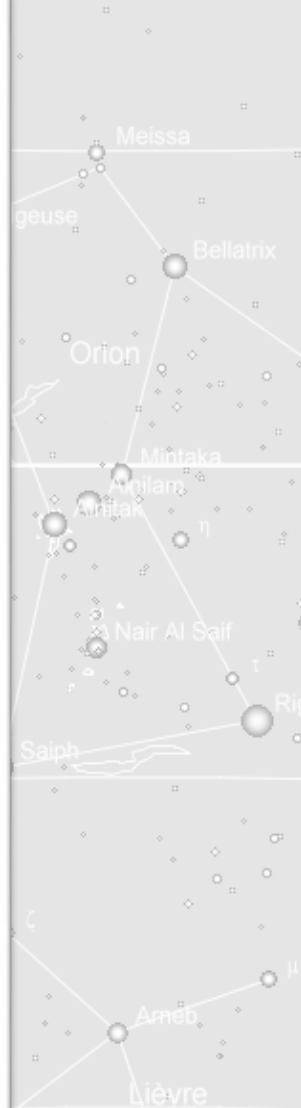 Meissa
geuse
Bellatrix
Orion
Mintaka
Alnilam
Alnitak
η
Nair Al Saif
τ
Rig
Saiph
ζ
μ
Arneb
Lièvre